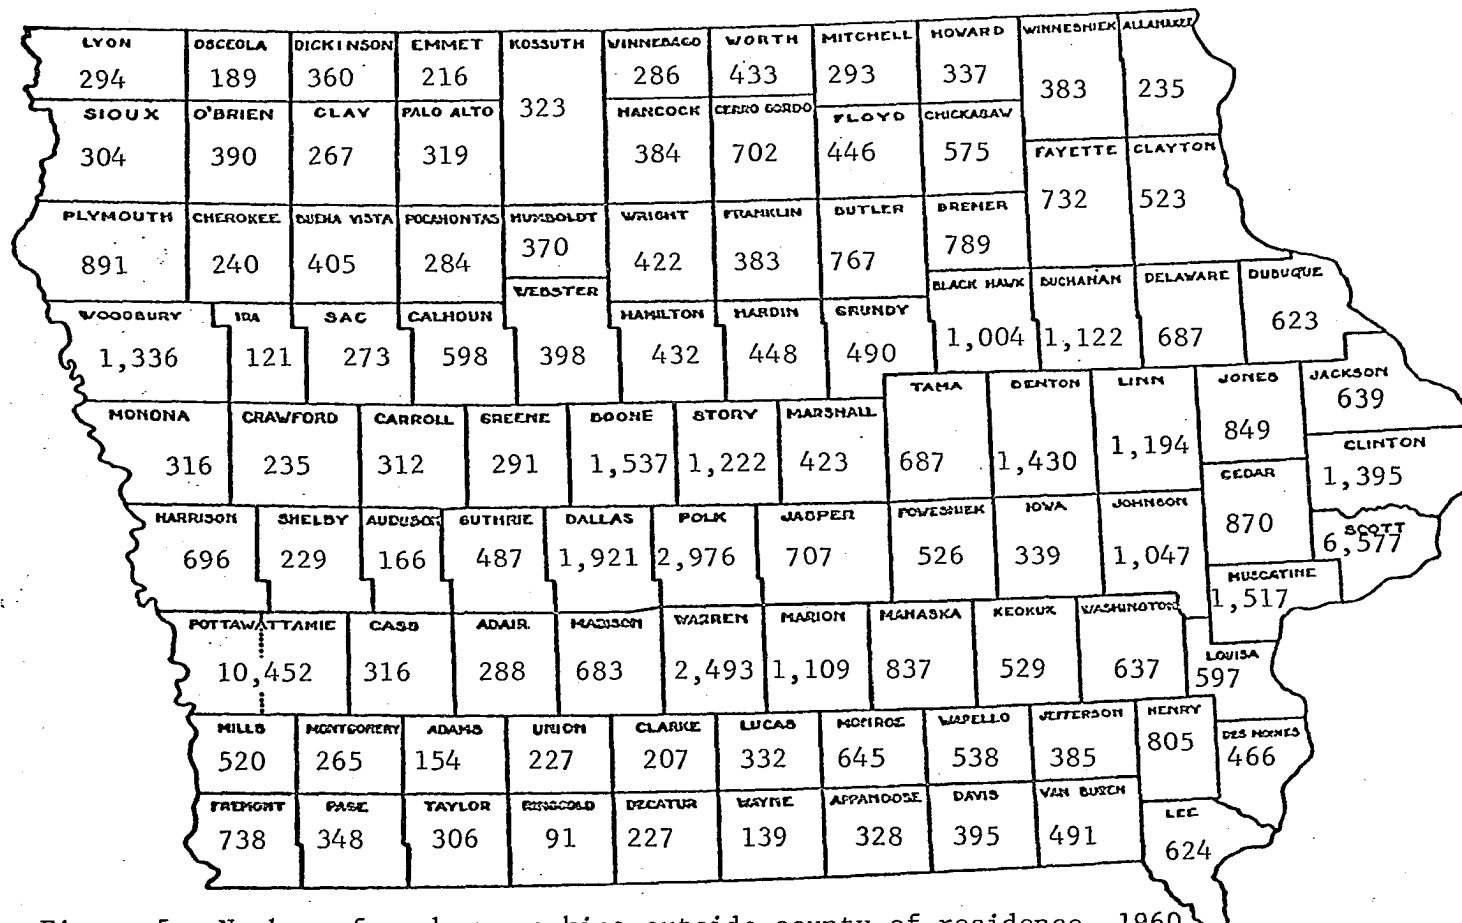 LYON OSCEOLA DICKINSON EMMET KOSSUTH WINNEBAGO WORTH MITCHELL HOWARD WINNESHIEK ALLAMAKEE
294 189 360 216 323 286 433 293 337 383 235
SIOUX O'BRIEN CLAY PALO ALTO HANCOCK CERRO GORDO FLOYD CHICKASAW
304 390 267 319 384 702 446 575
FAYETTE CLAYTON
732 523
PLYMOUTH CHEROKEE BUENA VISTA POCAHONTAS HUMBOLDT WRIGHT FRANKLIN BUTLER BREMER
891 240 405 284 370 422 383 767 789
WOODBURY IDA SAC CALHOUN WEBSTER HAMILTON HARDIN GRUNDY BLACK HAWK BUCHANAN DELAWARE DUBUQUE
1,336 121 273 598 398 432 448 490 1,004 1,122 687 623
MONONA CRAWFORD CARROLL GREENE BOONE STORY MARSHALL TAMA BENTON LINN JONES JACKSON
316 235 312 291 1,537 1,222 423 687 1,430 1,194 849 639
CEDAR CLINTON
870 1,395
HARRISON SHELBY AUDUBON GUTHRIE DALLAS POLK JASPER POWESHIEK IOWA JOHNSON SCOTT
696 229 166 487 1,921 2,976 707 526 339 1,047 6,577
MUSCATINE
1,517
POTTAWATTAMIE CASS ADAIR MADISON WARREN MARION MAHASKA KEOKUK WASHINGTON LOUISA
10,452 316 288 683 2,493 1,109 837 529 637 597
MILLS MONTGOMERY ADAMS UNION CLARKE LUCAS MONROE WAPELLO JEFFERSON HENRY DES MOINES
520 265 154 227 207 332 645 538 385 805 466
FREMONT PAGE TAYLOR RINGGOLD DECATUR WAYNE APPANOOSE DAVIS VAN BUREN LEE
738 348 306 91 227 139 328 395 491 624
outside county of residence, 1960